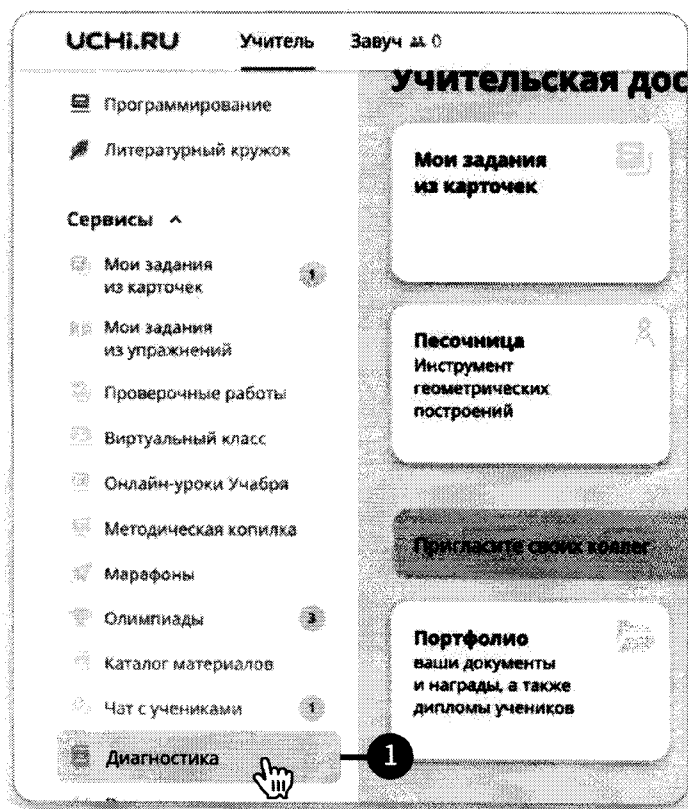 UCHi.RU Учитель Завуч 0
Программирование
Литературный кружок
Сервисы
Мои задания
из карточек
1
Мои задания
из упражнений
Проверочные работы
Виртуальный класс
Онлайн-уроки Учабря
Методическая копилка
Марафоны
Олимпиады 3
Каталог материалов
Чат с учениками 1
Диагностика
1
Учительская дос
Мои задания
из карточек
Песочница
Инструмент
геометрических
построений
Пригласите своих коллег
Портфолио
ваши документы
и награды, а также
дипломы учеников